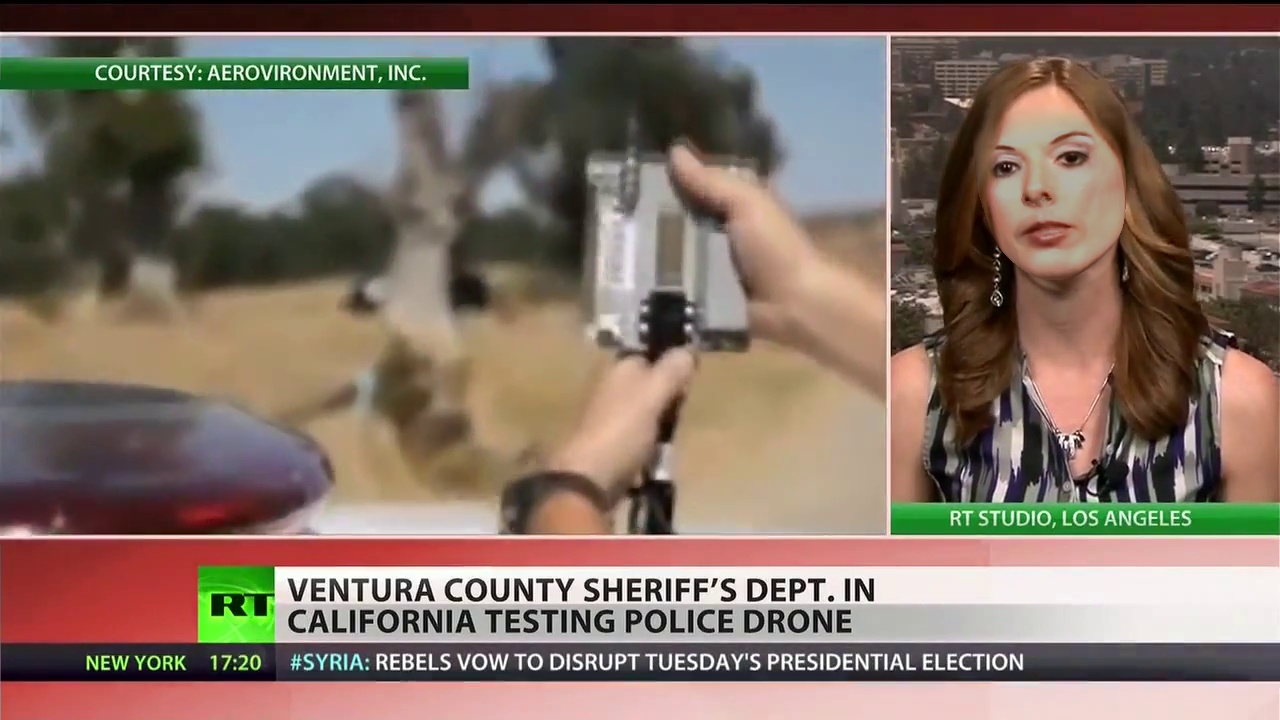 COURTESY: AEROVIRONMENT, INC.
RT STUDIO, LOS ANGELES
RT
VENTURA COUNTY SHERIFF'S DEPT. IN
CALIFORNIA TESTING POLICE DRONE
NEW YORK 17:20 #SYRIA: REBELS VOW TO DISRUPT TUESDAY'S PRESIDENTIAL ELECTION